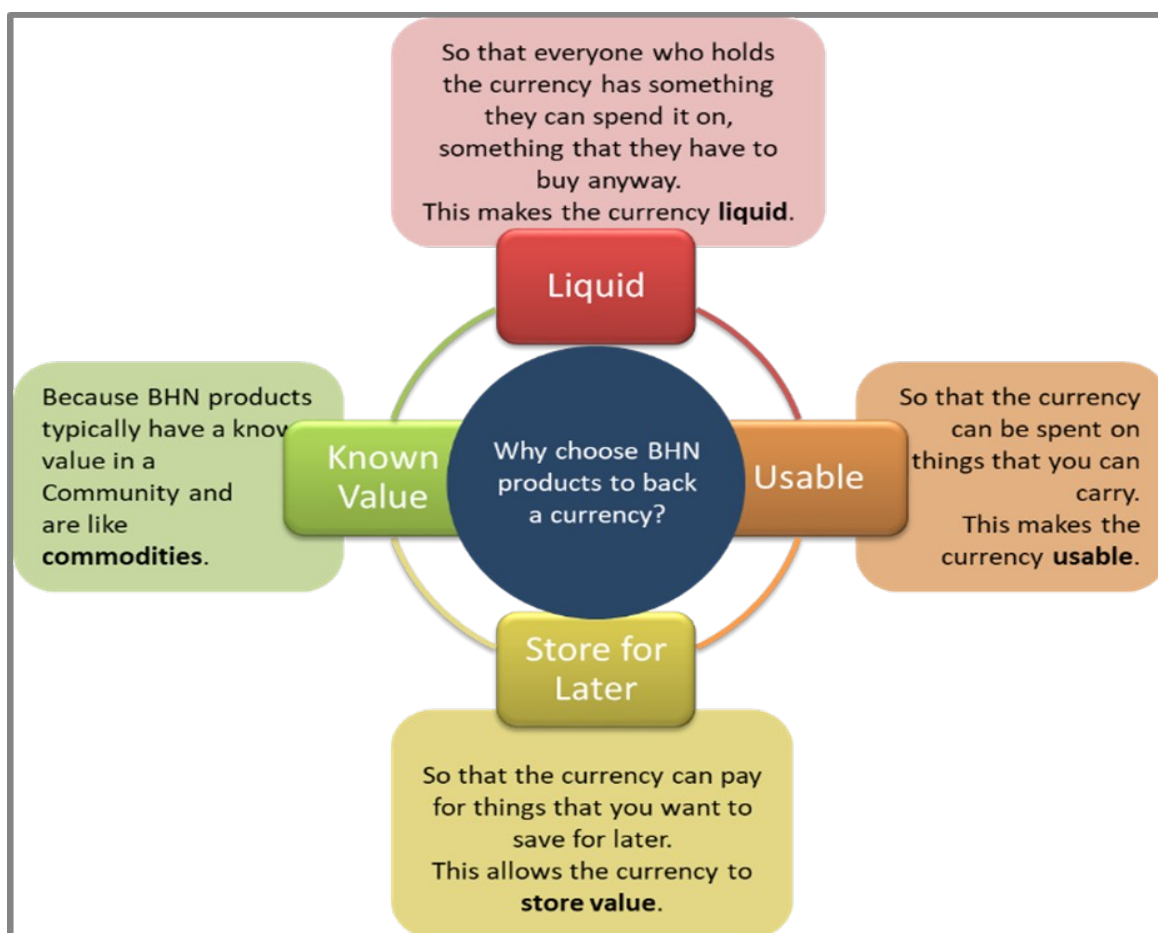 So that everyone who holds
the currency has something
they can spend it on,
something that they have to
buy anyway.
This makes the currency liquid.
Liquid
Because BHN products
typically have a know
value in a
Community and
are like
commodities.
Known
Value
Why choose BHN
products to back
a currency?
Usable
So that the currency
can be spent on
things that you can
carry.
This makes the
currency usable.
Store for
Later
So that the currency can pay
for things that you want to
save for later.
This allows the currency to
store value.